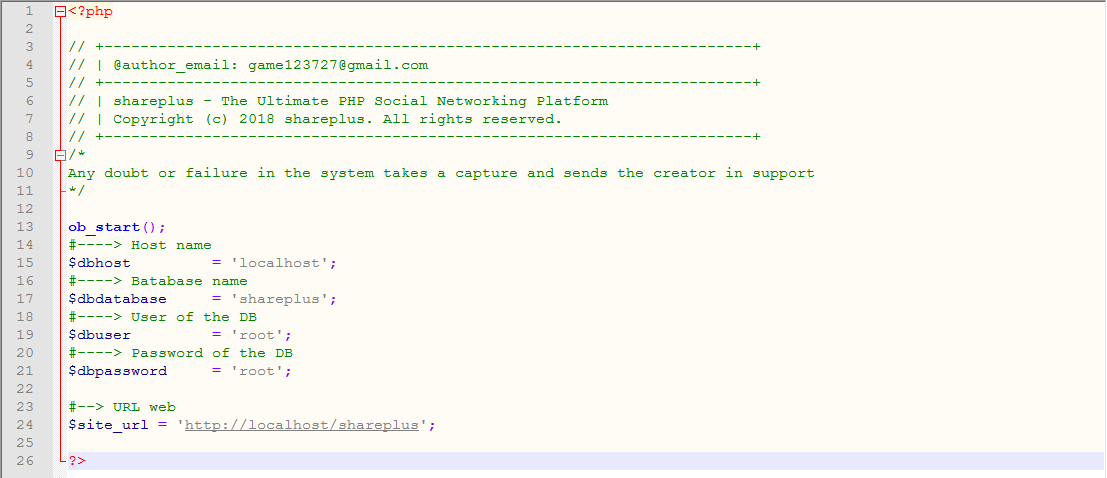 1 <?php
2
3 // +------------------------------------------------------------------------+
4 // | @author_email: game123727@gmail.com
5 // +------------------------------------------------------------------------+
6 // | shareplus - The Ultimate PHP Social Networking Platform
7 // | Copyright (c) 2018 shareplus. All rights reserved.
8 // +------------------------------------------------------------------------+
9 /*
10 Any doubt or failure in the system takes a capture and sends the creator in support
11 */
12
13 ob_start();
14 #----> Host name
15 $dbhost         = 'localhost';
16 #----> Batabase name
17 $dbdatabase     = 'shareplus';
18 #----> User of the DB
19 $dbuser         = 'root';
20 #----> Password of the DB
21 $dbpassword     = 'root';
22
23 #--> URL web
24 $site_url = 'http://localhost/shareplus';
25
26 ?>